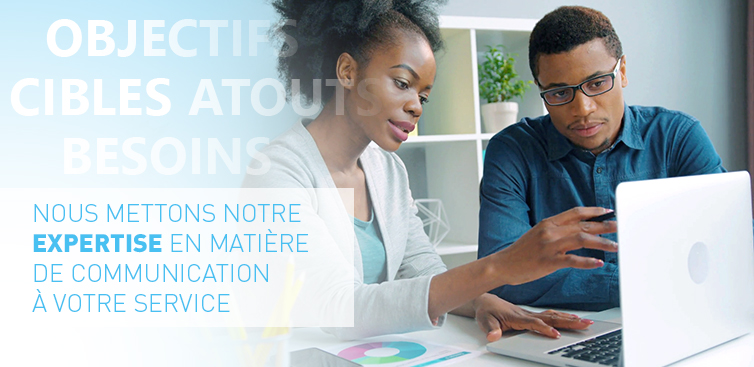 OBJECTIFS
CIBLES ATOUTS
BESOINS
NOUS METTONS NOTRE
EXPERTISE EN MATIÈRE
DE COMMUNICATION
À VOTRE SERVICE